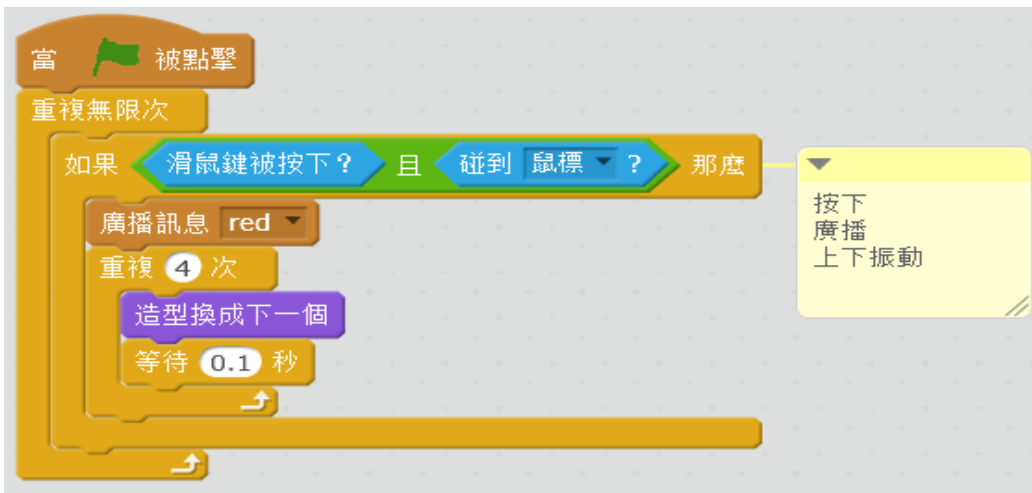 當 被點擊
重複無限次
如果 滑鼠鍵被按下? 且 碰到 鼠標 ? 那麼
廣播訊息 red
重複 4 次
造型換成下一個
等待 0.1 秒
按下
廣播
上下振動